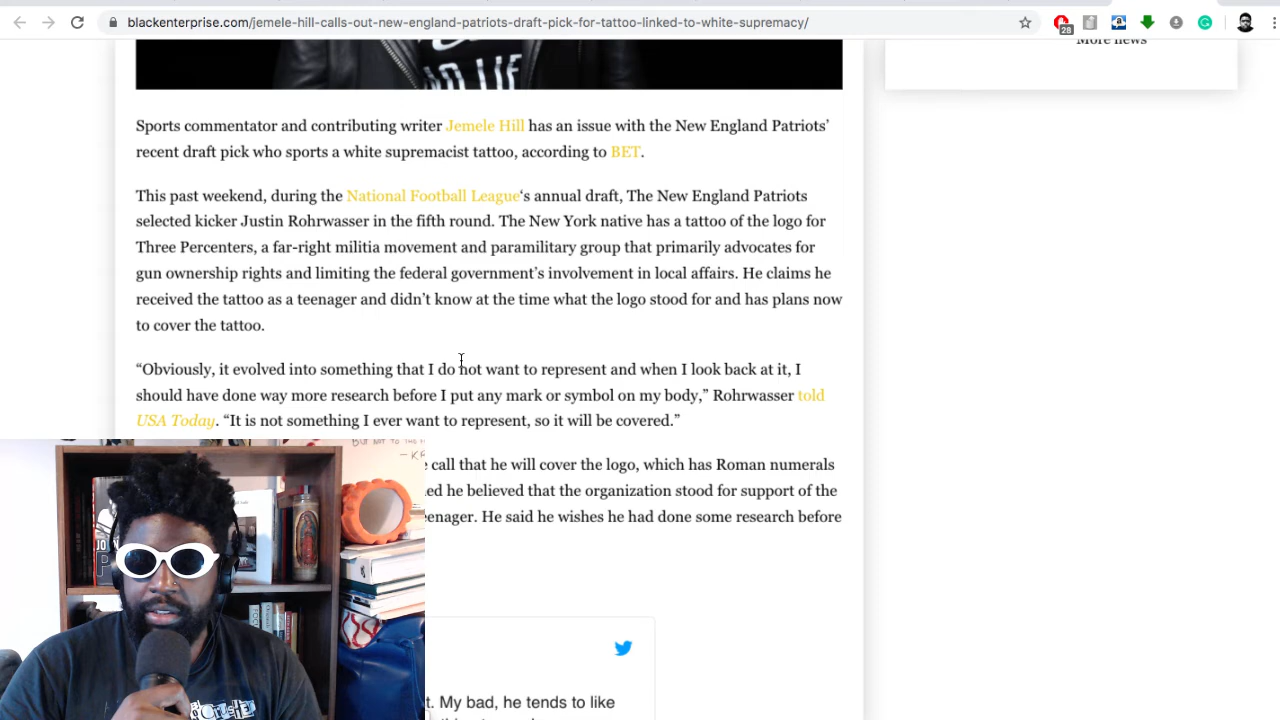 blackenterprise.com/jemele-hill-calls-out-new-england-patriots-draft-pick-for-tattoo-linked-to-white-supremacy/
28
More news
NO LIE
Sports commentator and contributing writer Jemele Hill has an issue with the New England Patriots’
recent draft pick who sports a white supremacist tattoo, according to BET.
This past weekend, during the National Football League‘s annual draft, The New England Patriots
selected kicker Justin Rohrwasser in the fifth round. The New York native has a tattoo of the logo for
Three Percenters, a far-right militia movement and paramilitary group that primarily advocates for
gun ownership rights and limiting the federal government’s involvement in local affairs. He claims he
received the tattoo as a teenager and didn’t know at the time what the logo stood for and has plans now
to cover the tattoo.
“Obviously, it evolved into something that I do not want to represent and when I look back at it, I
should have done way more research before I put any mark or symbol on my body,” Rohrwasser told
USA Today. “It is not something I ever want to represent, so it will be covered.”
call that he will cover the logo, which has Roman numerals
he believed that the organization stood for support of the
He said he wishes he had done some research before
My bad, he tends to like